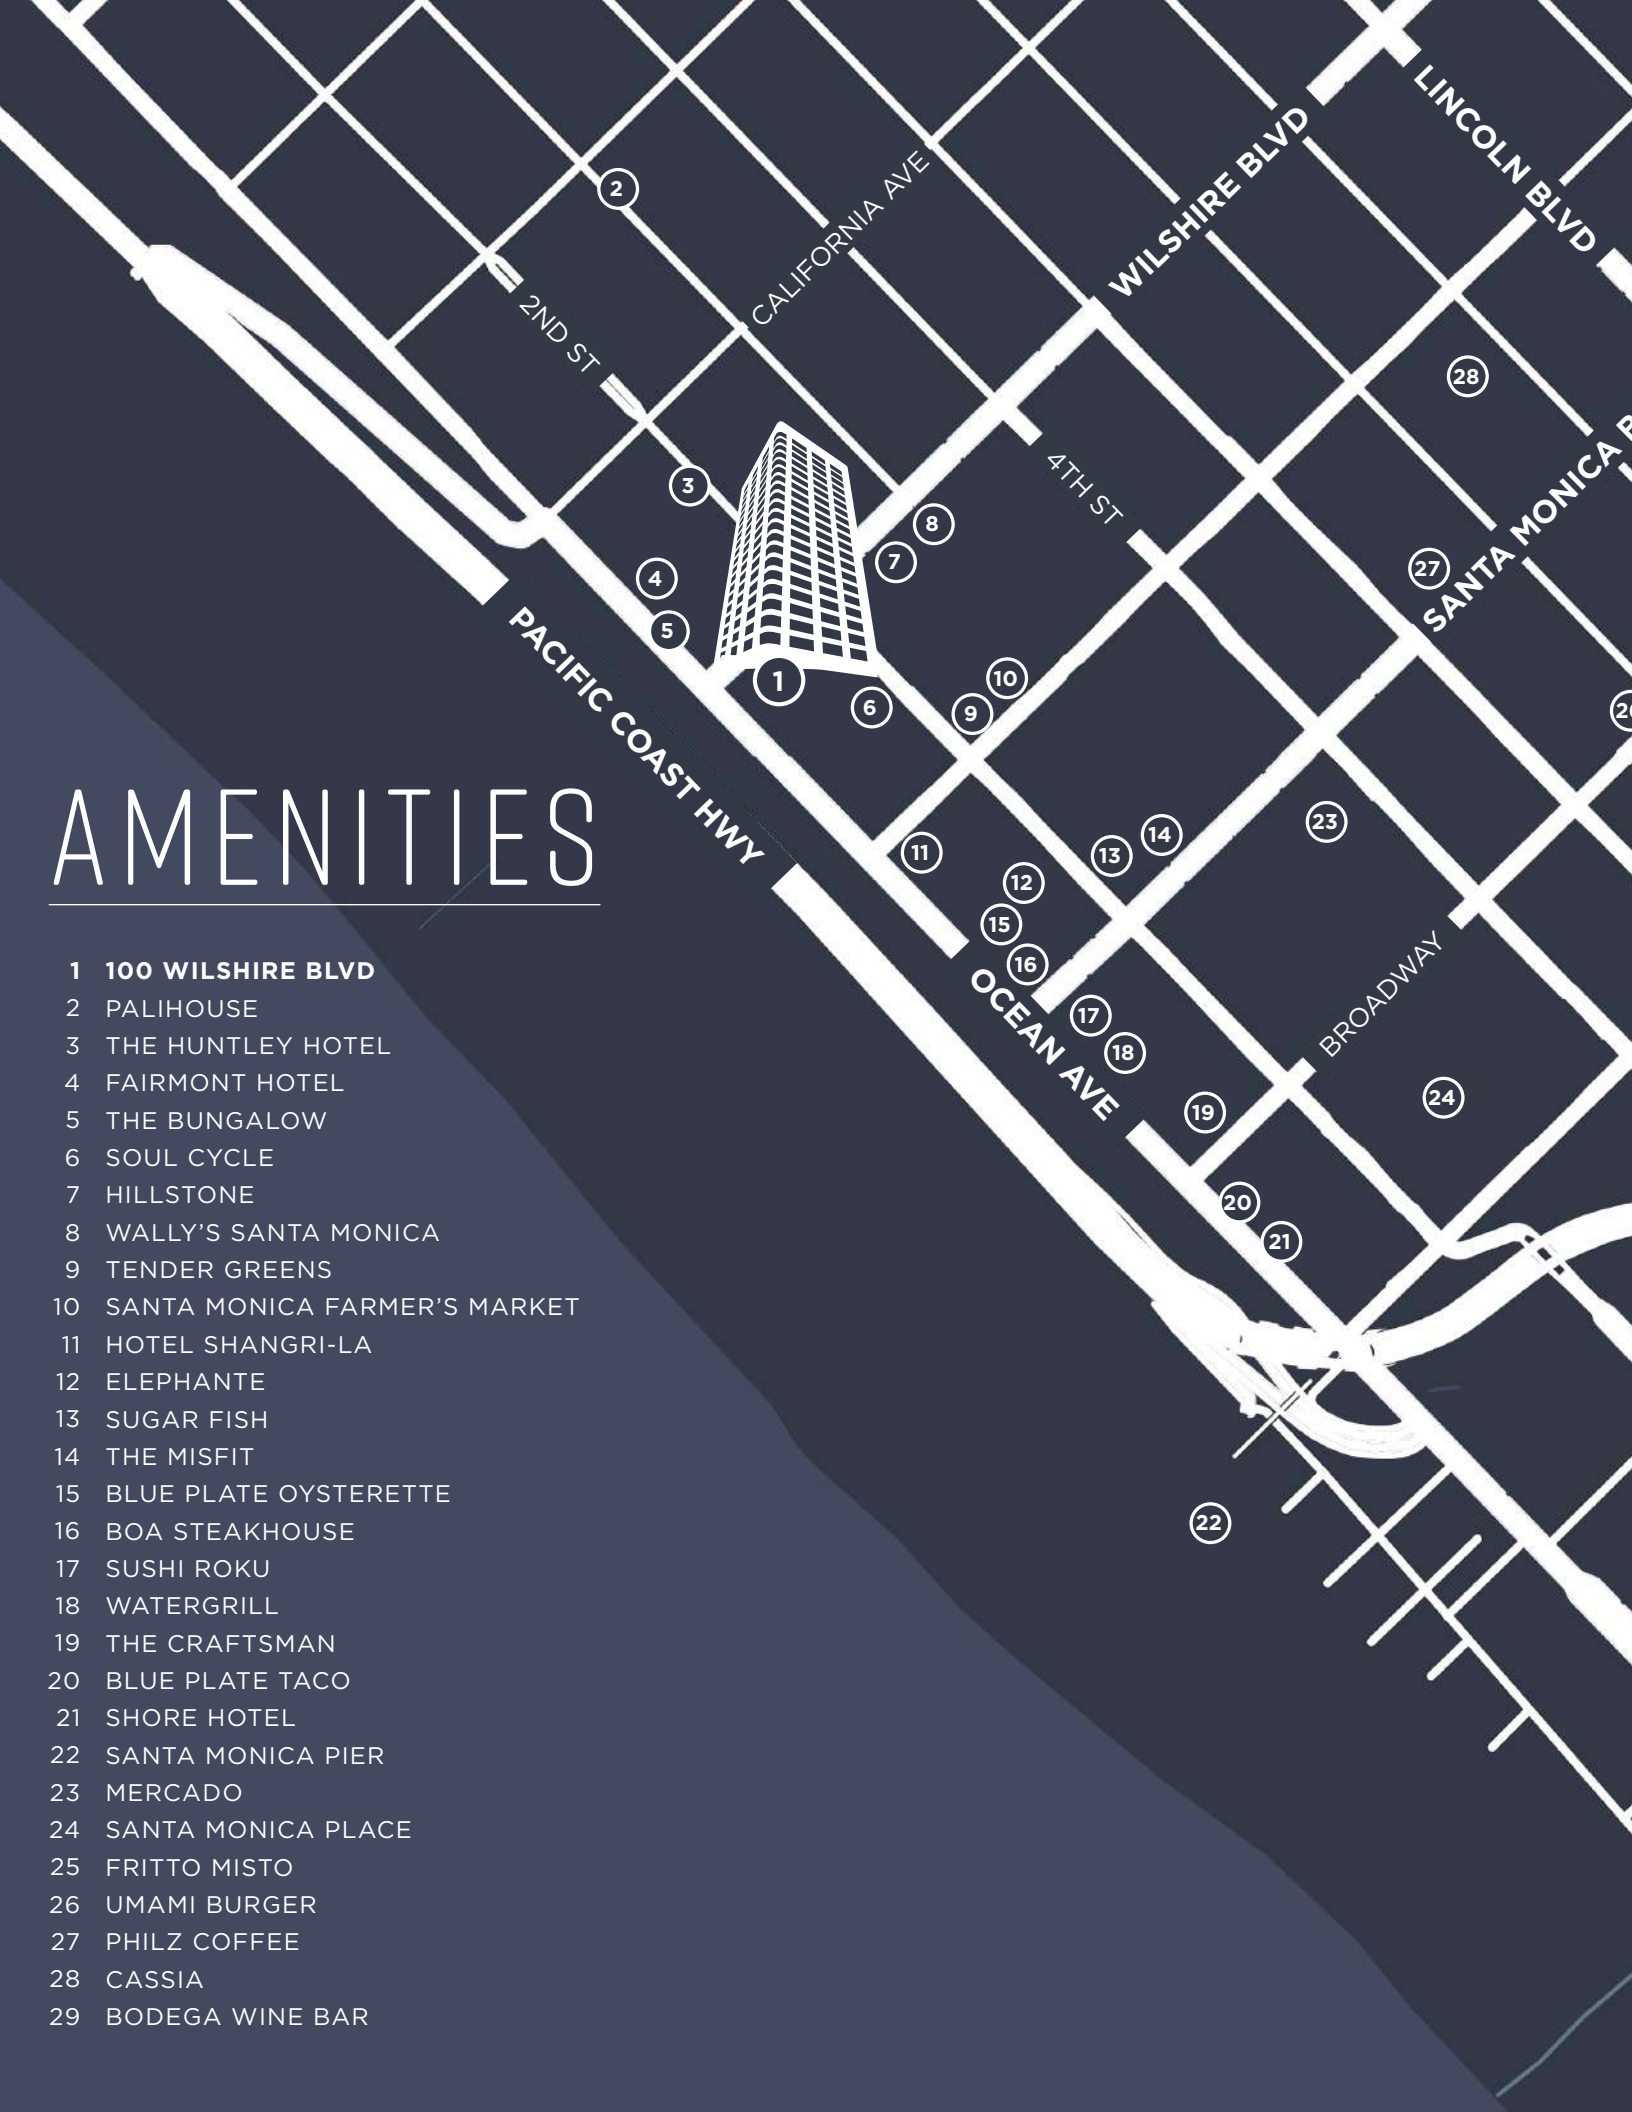 LINCOLN BLVD
WILSHIRE BLVD
CALIFORNIA AVE
2
2ND ST
28
SANTA MONICA
4TH ST
3
8
7
27
4
5
1
6
10
9
PACIFIC COAST HWY
23
14
13
11
12
15
16
OCEAN AVE
17
18
BROADWAY
24
19
20
21
22
AMENITIES
1 100 WILSHIRE BLVD
2 PALIHOUSE
3 THE HUNTLEY HOTEL
4 FAIRMONT HOTEL
5 THE BUNGALOW
6 SOUL CYCLE
7 HILLSTONE
8 WALLY’S SANTA MONICA
9 TENDER GREENS
10 SANTA MONICA FARMER’S MARKET
11 HOTEL SHANGRI-LA
12 ELEPHANTE
13 SUGAR FISH
14 THE MISFIT
15 BLUE PLATE OYSTERETTE
16 BOA STEAKHOUSE
17 SUSHI ROKU
18 WATERGRILL
19 THE CRAFTSMAN
20 BLUE PLATE TACO
21 SHORE HOTEL
22 SANTA MONICA PIER
23 MERCADO
24 SANTA MONICA PLACE
25 FRITTO MISTO
26 UMAMI BURGER
27 PHILZ COFFEE
28 CASSIA
29 BODEGA WINE BAR